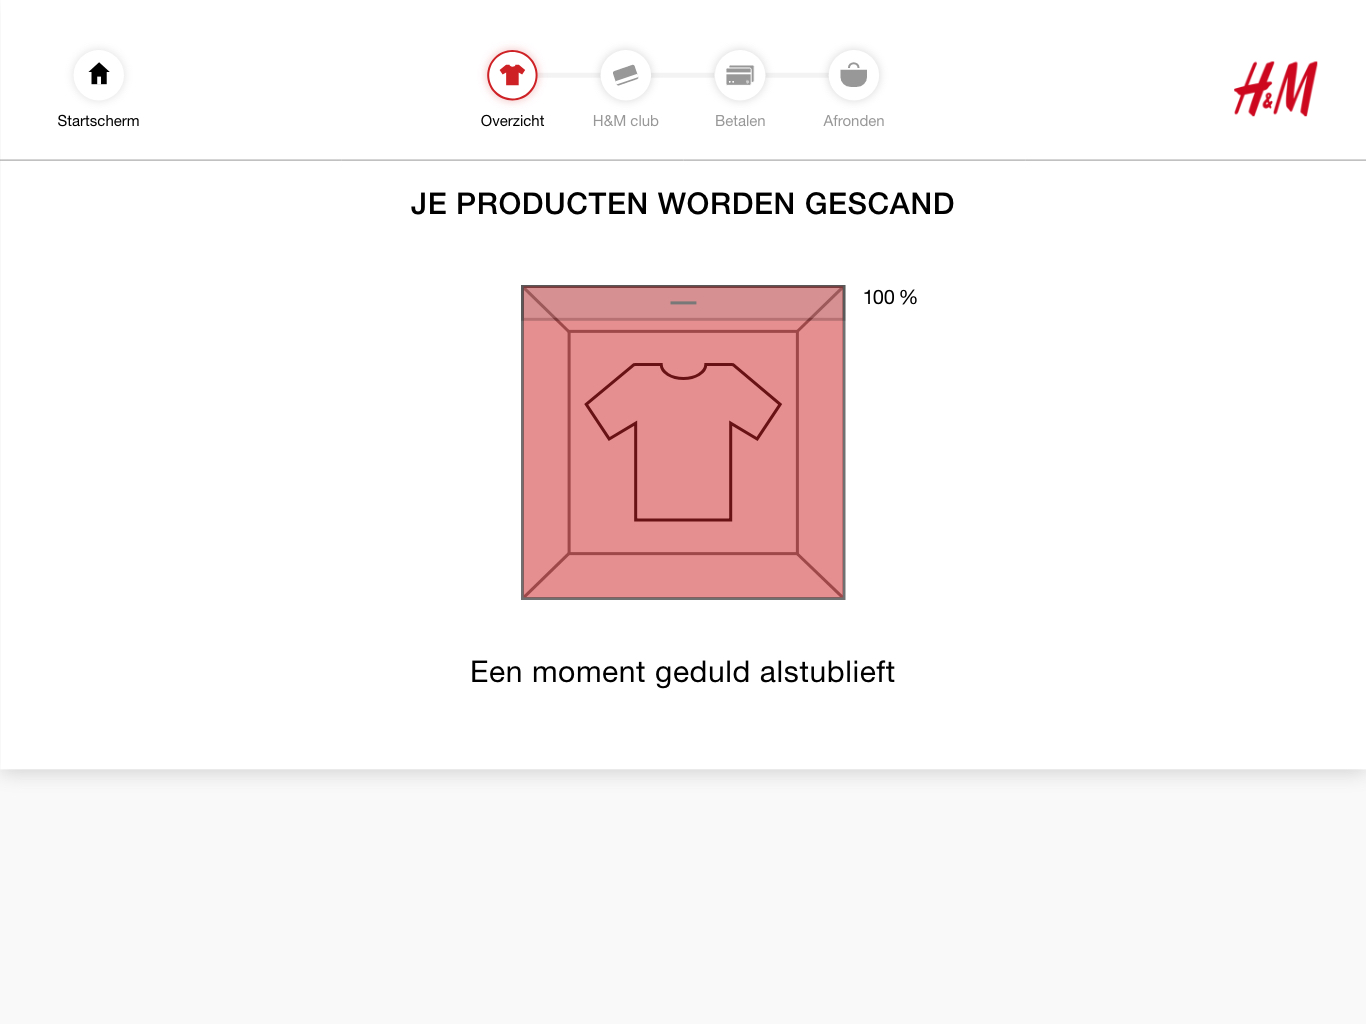 Startscherm
Overzicht
H&M club
Betalen
Afronden
H&M
JE PRODUCTEN WORDEN GESCAND
100 %
Een moment geduld alstublieft